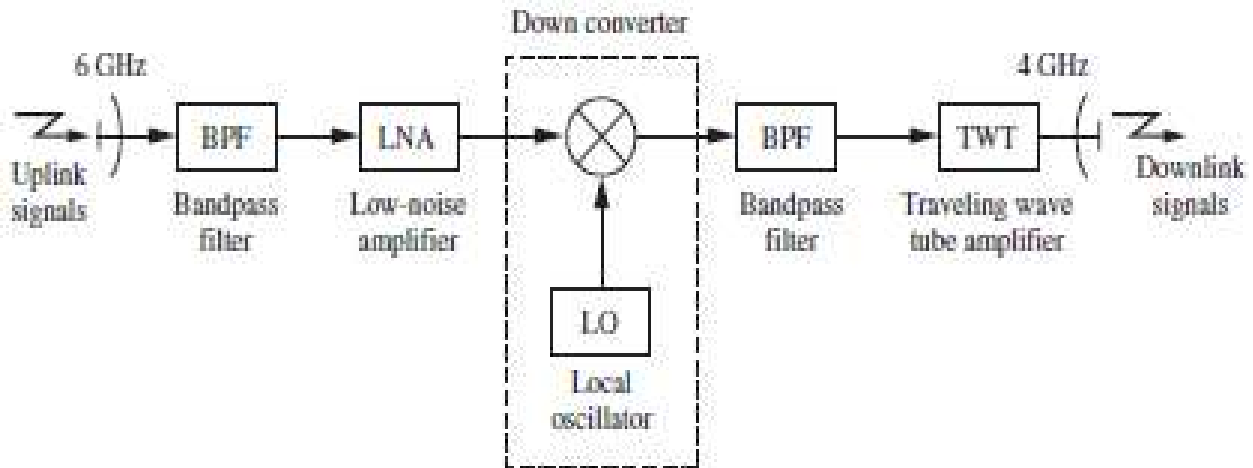 Down converter
6 GHz
4 GHz
BPF
LNA
BPF
TWT
Uplink
signals
Bandpass
filter
Low-noise
amplifier
Bandpass
filter
Traveling wave
tube amplifier
Downlink
signals
LO
Local
oscillator